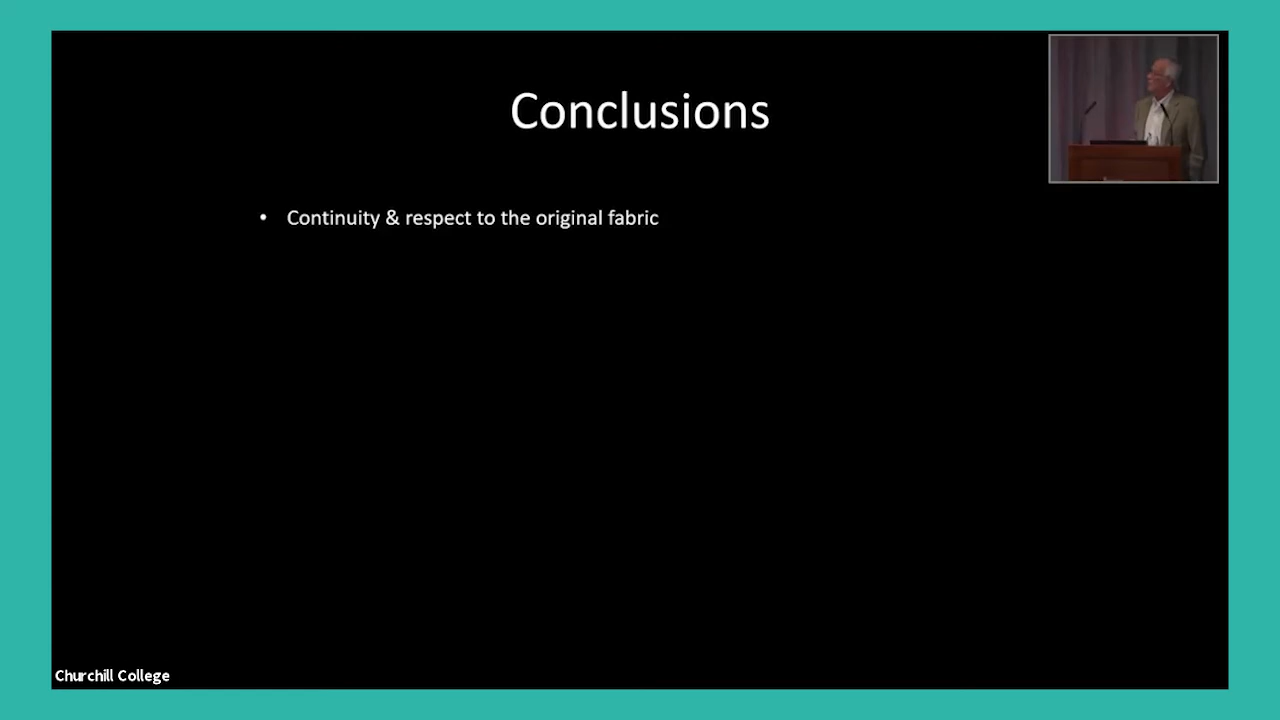 Conclusions
• Continuity & respect to the original fabric
Churchill College